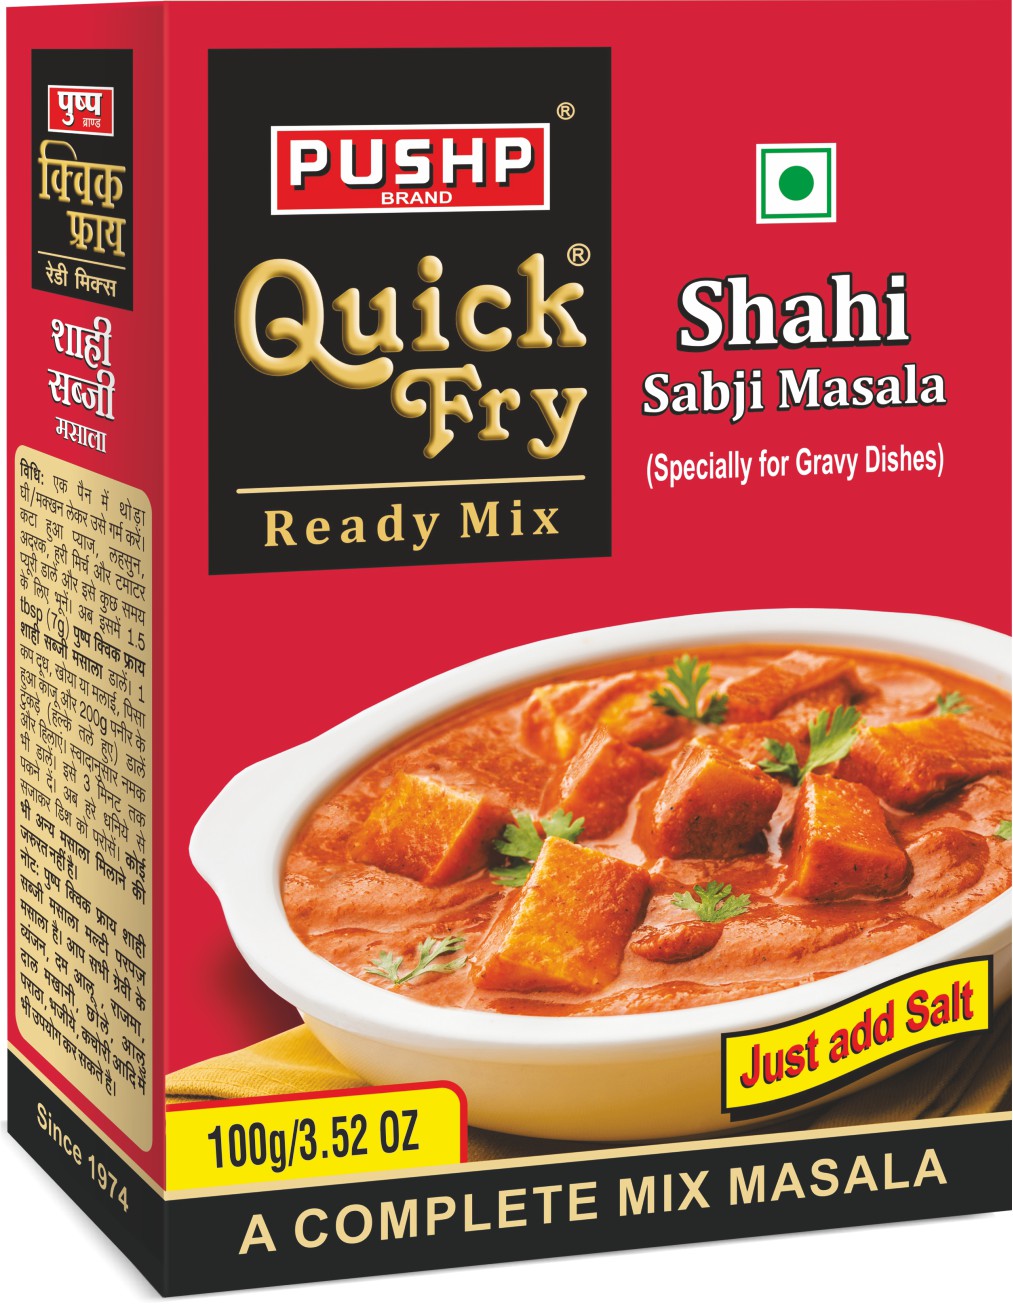 पुष्प
ब्राण्ड
क्विक
फ्राय
रेडी मिक्स
शाही
सब्जी
मसाला
विधि: एक पैन में थोड़ा
घी/मक्खन लेकर उसे गर्म करें।
कटा हुआ प्याज, लहसुन,
अदरक, हरी मिर्च और टमाटर
प्यूरी डालें और इसे कुछ समय
के लिए भूनें। अब इसमें 1.5
tbsp (7g) पुष्प क्विक फ्राय
शाही सब्जी मसाला डालें। 1
कप दूध, खोया या मलाई, पिसा
हुआ काजू और 200g पनीर के
टुकड़े (हल्के तले हुए) डालें
और हिलाए। स्वादानुसार नमक
भी डालें। इसे 3 मिनट तक
पकने दें। अब हरे धनिये से
सजाकर डिश को परोसें। कोई
भी अन्य मसाला मिलाने की
जरुरत नहीं है।
नोट: पुष्प क्विक फ्राय शाही
सब्जी मसाला मल्टी परपज़
मसाला है। आप सभी ग्रेवी के
व्यंजन, दम आलू, राजमा,
दाल मखानी, छोले, आलु
पराठा, भजीये, कचोरी आदि में
भी उपयोग कर सकते है।
Since 1974
®
PUSHP
BRAND
Quick®
Fry
Ready Mix
Shahi
Sabji Masala
(Specially for Gravy Dishes)
Just add Salt
100g/3.52 OZ
A COMPLETE MIX MASALA